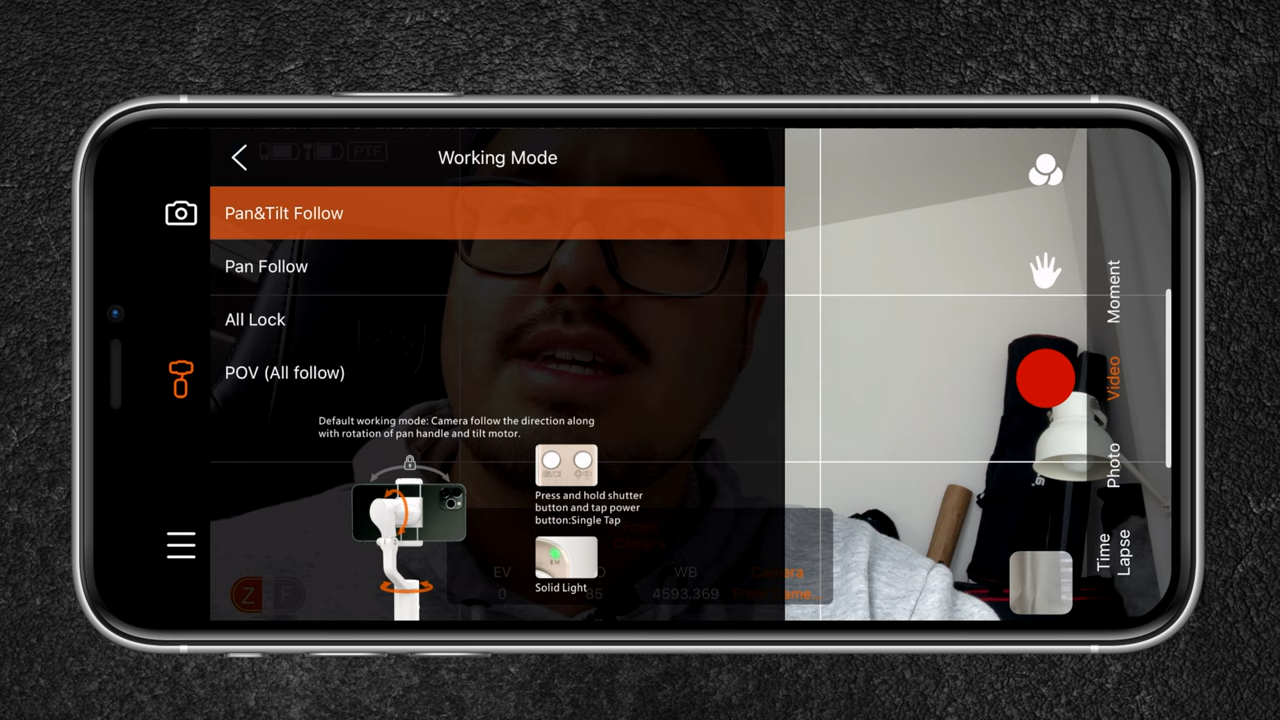 PTF
Working Mode
Pan&Tilt Follow
Pan Follow
All Lock
POV (All follow)
Default working mode: Camera follow the direction along
with rotation of pan handle and tilt motor.
Press and hold shutter
button and tap power
button:Single Tap
Solid Light
Z F
EV WB Camera
0 4593.369
Moment
Video
Photo
Time
Lapse